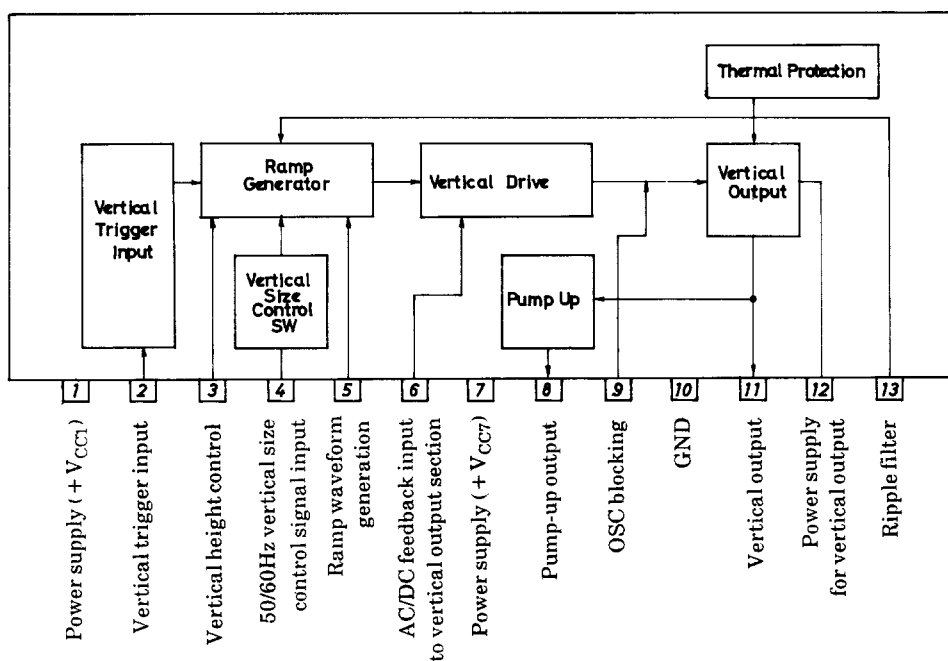 Thermal Protection
Ramp
Generator
Vertical Drive
Vertical
Output
Vertical
Trigger
Input
Vertical
Size
Control
SW
Pump Up
1
2
3
4
5
6
7
8
9
10
11
12
13
Power supply (+VCC1)
Vertical trigger input
Vertical height control
50/60Hz vertical size
control signal input
Ramp waveform
generation
AC/DC feedback input
to vertical output section
Power supply (+VCC7)
Pump-up output
OSC blocking
GND
Vertical output
Power supply
for vertical output
Ripple filter